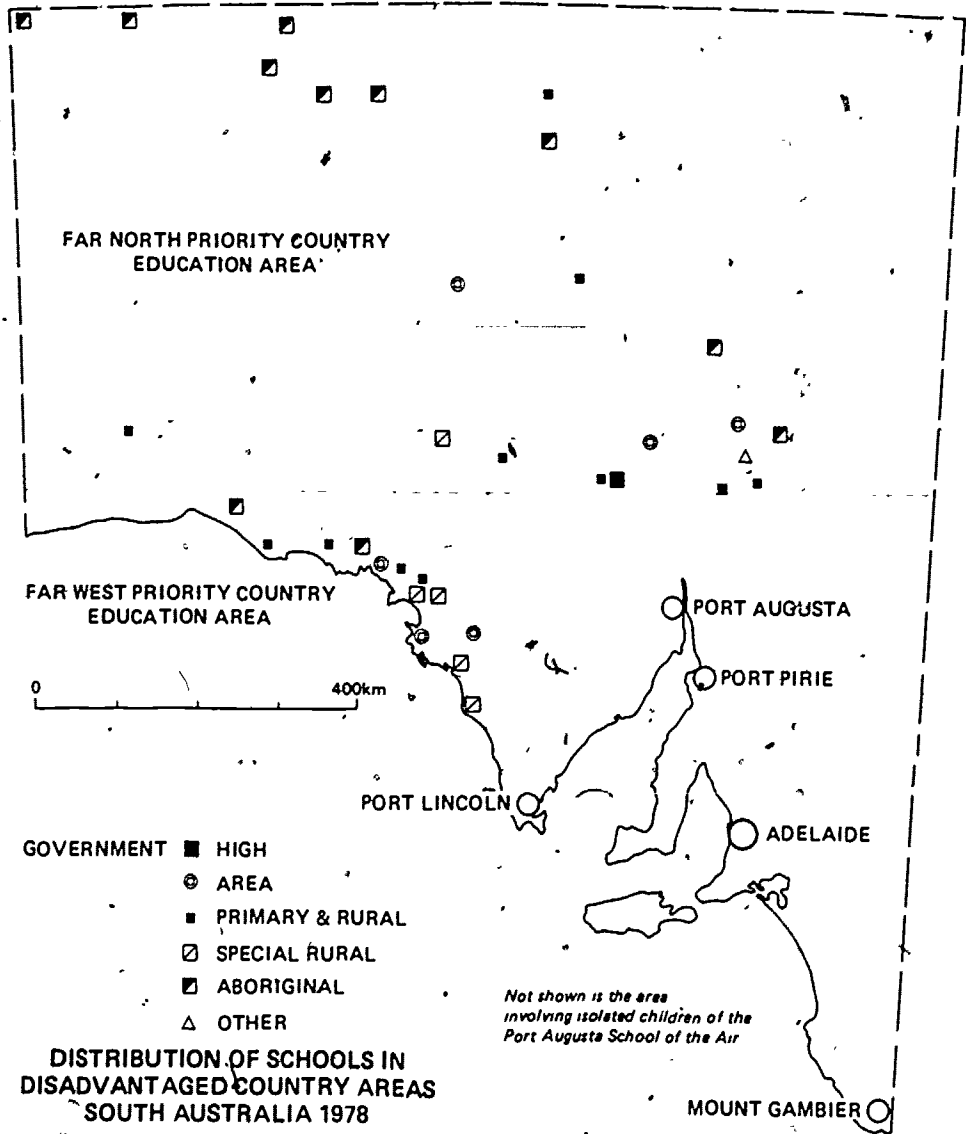 FAR NORTH PRIORITY COUNTRY
EDUCATION AREA
FAR WEST PRIORITY COUNTRY
EDUCATION AREA
0 400km
PORT AUGUSTA
PORT PIRIE
PORT LINCOLN
ADELAIDE
GOVERNMENT HIGH
AREA
PRIMARY & RURAL
SPECIAL RURAL
ABORIGINAL
OTHER
Not shown is the area
involving isolated children of the
Port Augusta School of the Air
DISTRIBUTION OF SCHOOLS IN
DISADVANTAGED COUNTRY AREAS
SOUTH AUSTRALIA 1978
MOUNT GAMBIER